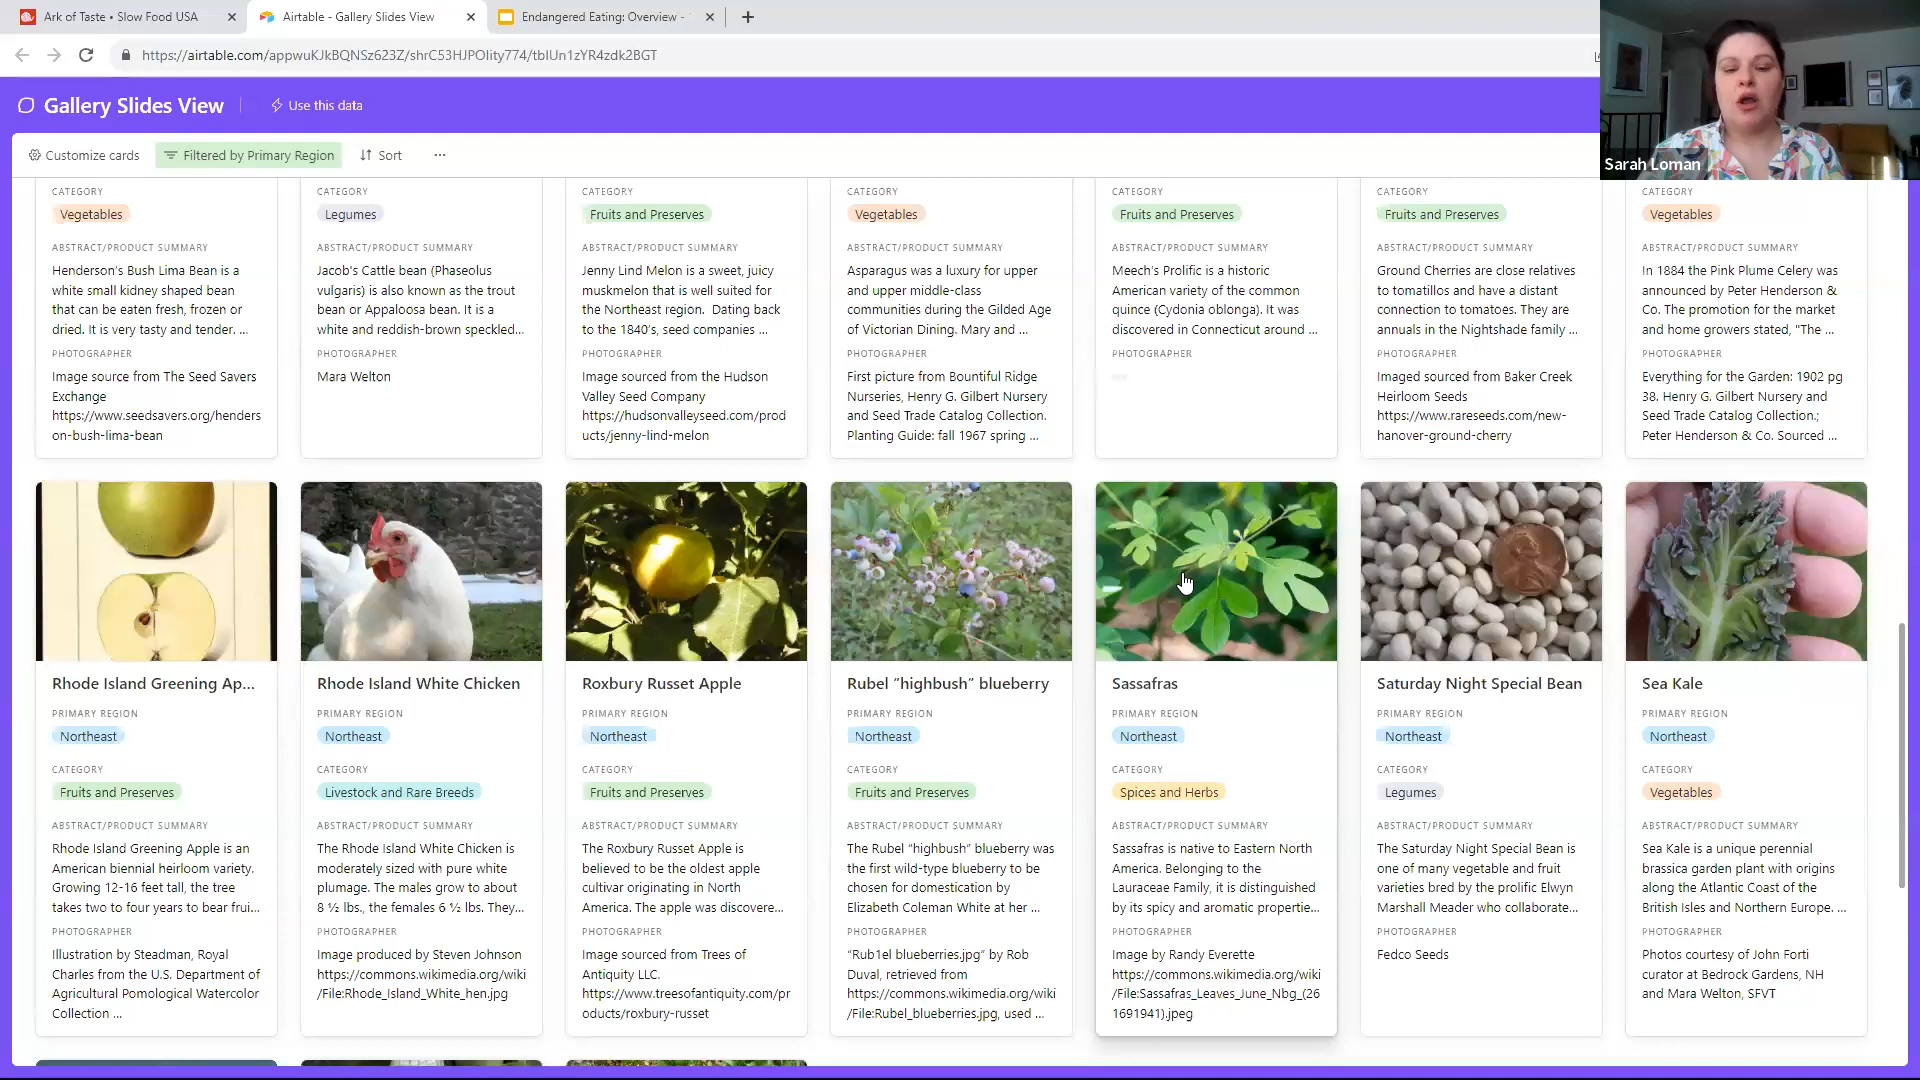 Ark of Taste • Slow Food USA
Airtable - Gallery Slides View
Endangered Eating: Overview -
https://airtable.com/appwuKJkBQNSz623Z/shrC53HJPOIity774/tblUn1zYR4zdk2BGT
Gallery Slides View
Use this data
Customize cards
Filtered by Primary Region
Sort
Sarah Loman
CATEGORY
Vegetables
ABSTRACT/PRODUCT SUMMARY
Henderson's Bush Lima Bean is a
white small kidney shaped bean
that can be eaten fresh, frozen or
dried. It is very tasty and tender. ...
PHOTOGRAPHER
Image source from The Seed Savers
Exchange
https://www.seedsavers.org/henders
on-bush-lima-bean
CATEGORY
Legumes
ABSTRACT/PRODUCT SUMMARY
Jacob's Cattle bean (Phaseolus
vulgaris) is also known as the trout
bean or Appaloosa bean. It is a
white and reddish-brown speckled...
PHOTOGRAPHER
Mara Welton
CATEGORY
Fruits and Preserves
ABSTRACT/PRODUCT SUMMARY
Jenny Lind Melon is a sweet, juicy
muskmelon that is well suited for
the Northeast region. Dating back
to the 1840's, seed companies ...
PHOTOGRAPHER
Image sourced from the Hudson
Valley Seed Company
https://hudsonvalleyseed.com/prod
ucts/jenny-lind-melon
CATEGORY
Vegetables
ABSTRACT/PRODUCT SUMMARY
Asparagus was a luxury for upper
and upper middle-class
communities during the Gilded Age
of Victorian Dining. Mary and ...
PHOTOGRAPHER
First picture from Bountiful Ridge
Nurseries, Henry G. Gilbert Nursery
and Seed Trade Catalog Collection.
Planting Guide: fall 1967 spring ...
CATEGORY
Fruits and Preserves
ABSTRACT/PRODUCT SUMMARY
Meech's Prolific is a historic
American variety of the common
quince (Cydonia oblonga). It was
discovered in Connecticut around ...
PHOTOGRAPHER
CATEGORY
Fruits and Preserves
ABSTRACT/PRODUCT SUMMARY
Ground Cherries are close relatives
to tomatillos and have a distant
connection to tomatoes. They are
annuals in the Nightshade family ...
PHOTOGRAPHER
Imaged sourced from Baker Creek
Heirloom Seeds
https://www.rareseeds.com/new-
hanover-ground-cherry
CATEGORY
Vegetables
ABSTRACT/PRODUCT SUMMARY
In 1884 the Pink Plume Celery was
announced by Peter Henderson &
Co. The promotion for the market
and home growers stated, "The ...
PHOTOGRAPHER
Everything for the Garden: 1902 pg
38. Henry G. Gilbert Nursery and
Seed Trade Catalog Collection.;
Peter Henderson & Co. Sourced ...
Rhode Island Greening Ap...
PRIMARY REGION
Northeast
CATEGORY
Fruits and Preserves
ABSTRACT/PRODUCT SUMMARY
Rhode Island Greening Apple is an
American biennial heirloom variety.
Growing 12-16 feet tall, the tree
takes two to four years to bear frui...
PHOTOGRAPHER
Illustration by Steadman, Royal
Charles from the U.S. Department of
Agricultural Pomological Watercolor
Collection ...
Rhode Island White Chicken
PRIMARY REGION
Northeast
CATEGORY
Livestock and Rare Breeds
ABSTRACT/PRODUCT SUMMARY
The Rhode Island White Chicken is
moderately sized with pure white
plumage. The males grow to about
8 ½ lbs., the females 6 ½ lbs. They...
PHOTOGRAPHER
Image produced by Steven Johnson
https://commons.wikimedia.org/wiki
/File:Rhode_Island_White_hen.jpg
Roxbury Russet Apple
PRIMARY REGION
Northeast
CATEGORY
Fruits and Preserves
ABSTRACT/PRODUCT SUMMARY
The Roxbury Russet Apple is
believed to be the oldest apple
cultivar originating in North
America. The apple was discovere...
PHOTOGRAPHER
Image sourced from Trees of
Antiquity LLC.
https://www.treesofantiquity.com/pr
oducts/roxbury-russet
Rubel "highbush" blueberry
PRIMARY REGION
Northeast
CATEGORY
Fruits and Preserves
ABSTRACT/PRODUCT SUMMARY
The Rubel "highbush" blueberry was
the first wild-type blueberry to be
chosen for domestication by
Elizabeth Coleman White at her ...
PHOTOGRAPHER
"Rub1el blueberries.jpg" by Rob
Duval, retrieved from
https://commons.wikimedia.org/wiki
/File:Rubel_blueberries.jpg, used ...
Sassafras
PRIMARY REGION
Northeast
CATEGORY
Spices and Herbs
ABSTRACT/PRODUCT SUMMARY
Sassafras is native to Eastern North
America. Belonging to the
Lauraceae Family, it is distinguished
by its spicy and aromatic propertie...
PHOTOGRAPHER
Image by Randy Everette
https://commons.wikimedia.org/wiki
/File:Sassafras_Leaves_June_Nbg_(26
1691941).jpeg
Saturday Night Special Bean
PRIMARY REGION
Northeast
CATEGORY
Legumes
ABSTRACT/PRODUCT SUMMARY
The Saturday Night Special Bean is
one of many vegetable and fruit
varieties bred by the prolific Elwyn
Marshall Meader who collaborate...
PHOTOGRAPHER
Fedco Seeds
Sea Kale
PRIMARY REGION
Northeast
CATEGORY
Vegetables
ABSTRACT/PRODUCT SUMMARY
Sea Kale is a unique perennial
brassica garden plant with origins
along the Atlantic Coast of the
British Isles and Northern Europe. ...
PHOTOGRAPHER
Photos courtesy of John Forti
curator at Bedrock Gardens, NH
and Mara Welton, SFVT